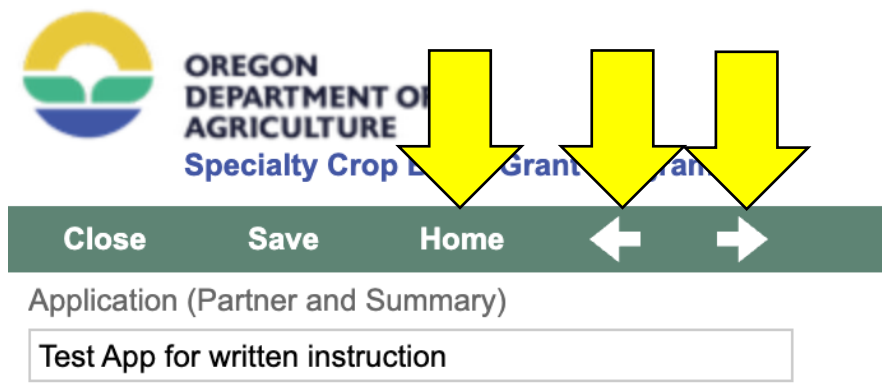 OREGON
DEPARTMENT
AGRICULTURE
Specialty Crop Grant
Close Save Home
Application (Partner and Summary)
Test App for written instruction